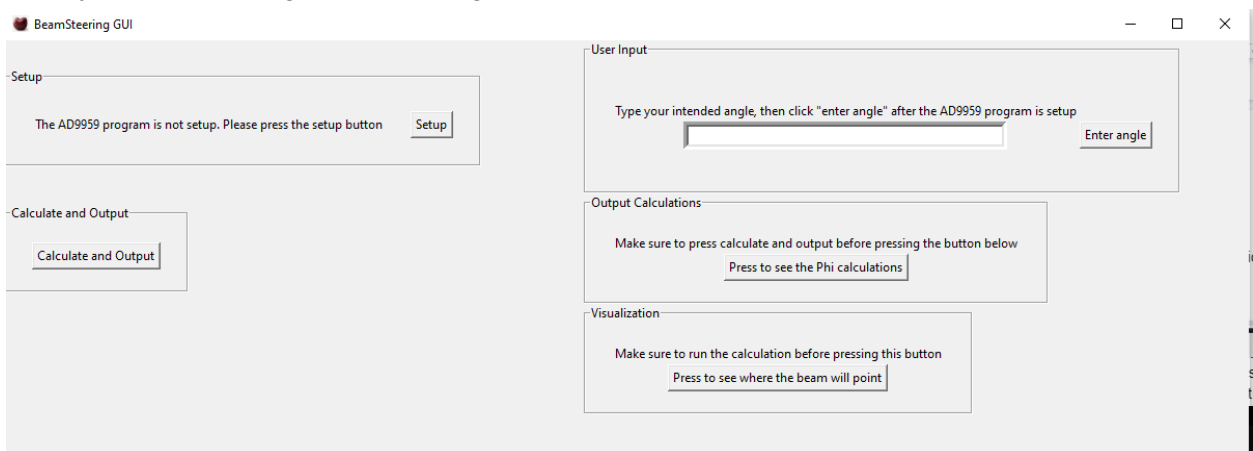 BeamSteering GUI
Setup
The AD9959 program is not setup. Please press the setup button
Setup
Calculate and Output
Calculate and Output
User Input
Type your intended angle, then click "enter angle" after the AD9959 program is setup
Enter angle
Output Calculations
Make sure to press calculate and output before pressing the button below
Press to see the Phi calculations
Visualization
Make sure to run the calculation before pressing this button
Press to see where the beam will point